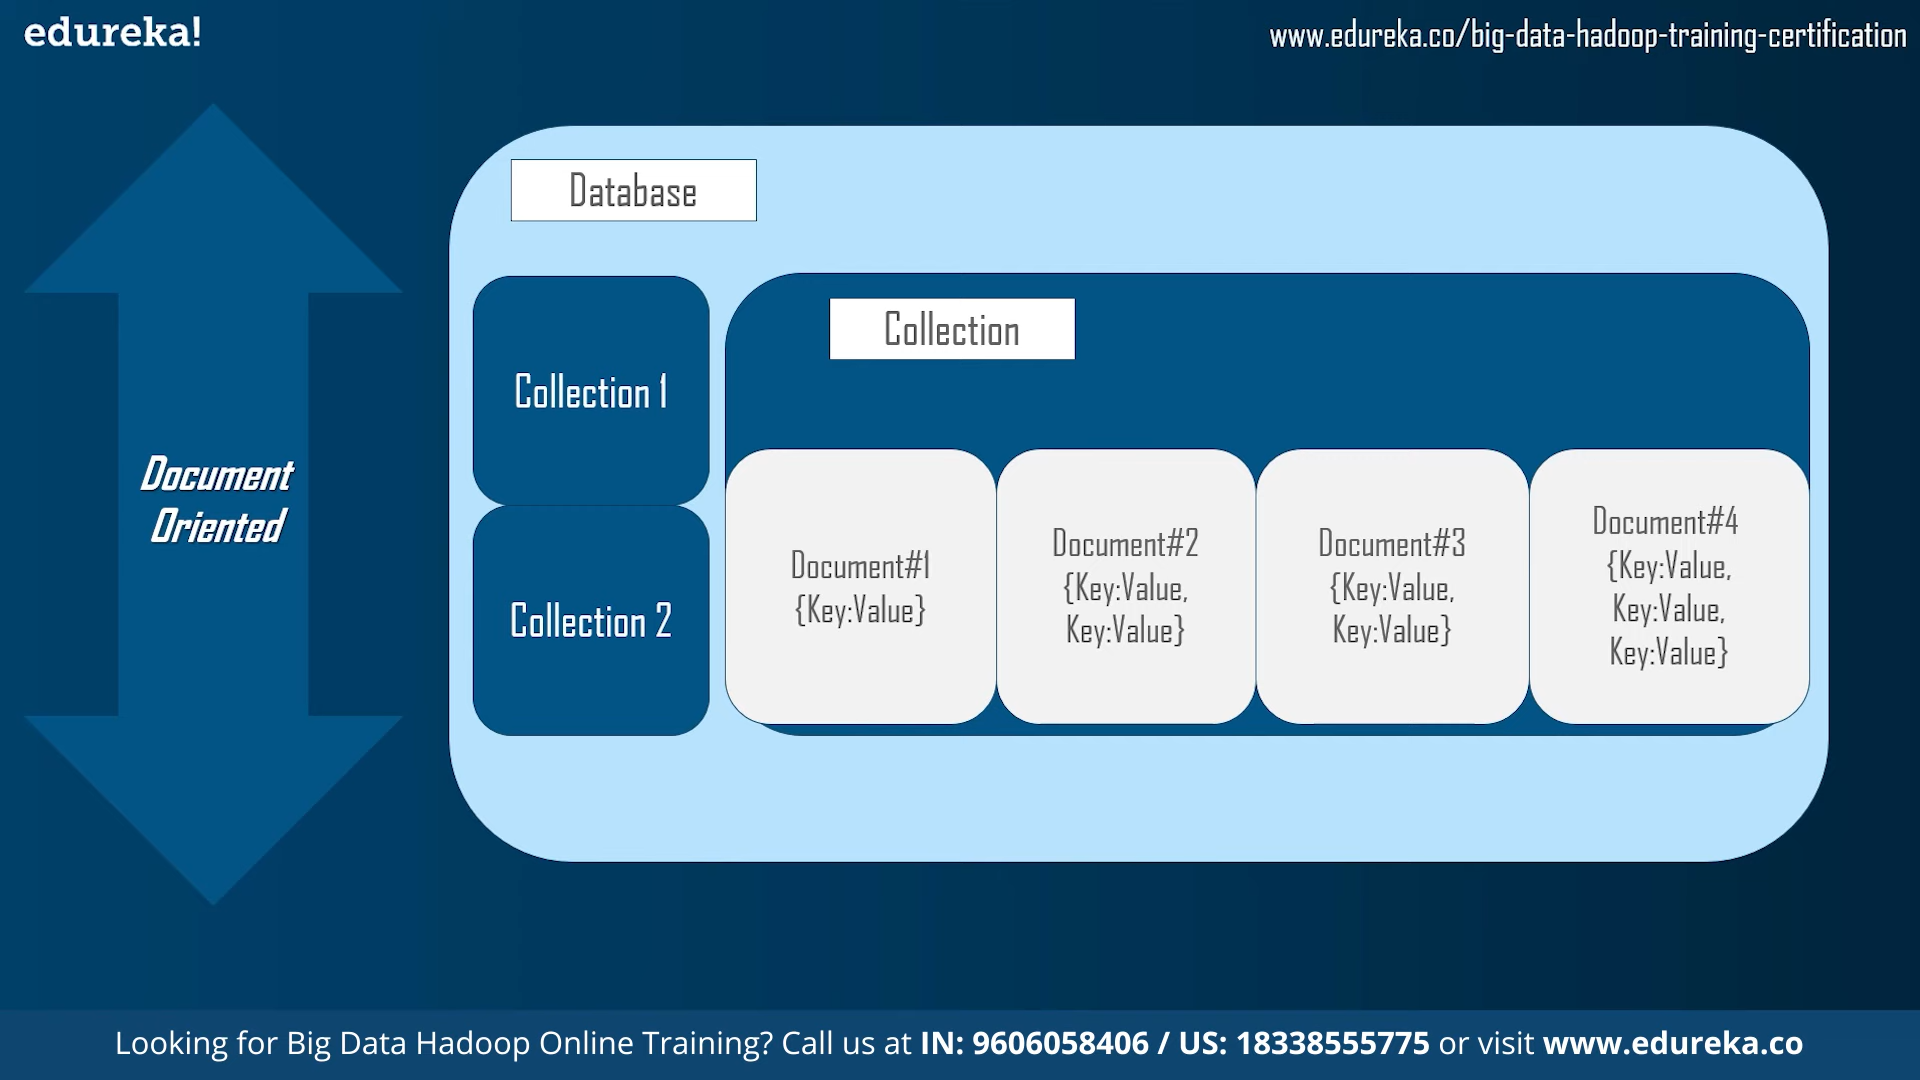 edureka!
www.edureka.co/big-data-hadoop-training-certification
Document
Oriented
Database
Collection 1
Collection 2
Collection
Document#1
{Key:Value}
Document#2
{Key:Value,
Key:Value}
Document#3
{Key:Value,
Key:Value}
Document#4
{Key:Value,
Key:Value,
Key:Value}
Looking for Big Data Hadoop Online Training? Call us at IN: 9606058406 / US: 18338555775 or visit www.edureka.co